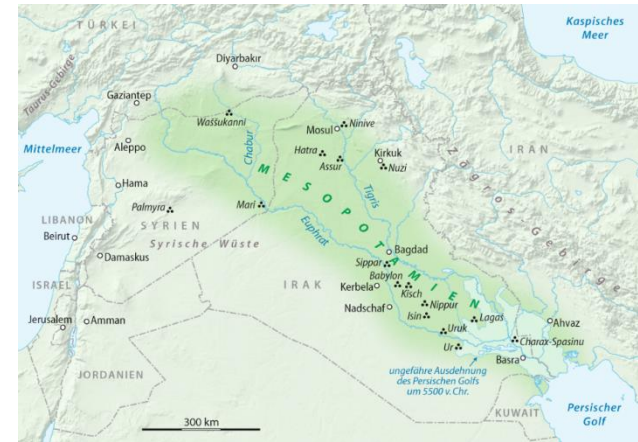 TÜRKEI
Kaspisches
Meer
Diyarbakır
Taurus-Gebirge
Gaziantep
Waššukanni
Mosul
Ninive
Mittelmeer
Aleppo
Chabur
Hatra
Assur
Kirkuk
Nuzi
IRAN
Zāgros Gebirge
Hama
MESOPOTAMIEN
Tigris
LIBANON
Palmyra
Mari
SYRIEN
Beirut
Syrische Wüste
Euphrat
Bagdad
Damaskus
Sippar
ISRAEL
IRAK
Babylon
Kerbela
Kisch
Nippur
Nadschaf
Isin
Lagaš
Jerusalem
Amman
Uruk
Ahvaz
Ur
Charax-Spasinu
Basra
JORDANIEN
ungefähre Ausdehnung
des Persischen Golfs
um 5500 v. Chr.
300 km
KUWAIT
Persischer
Golf